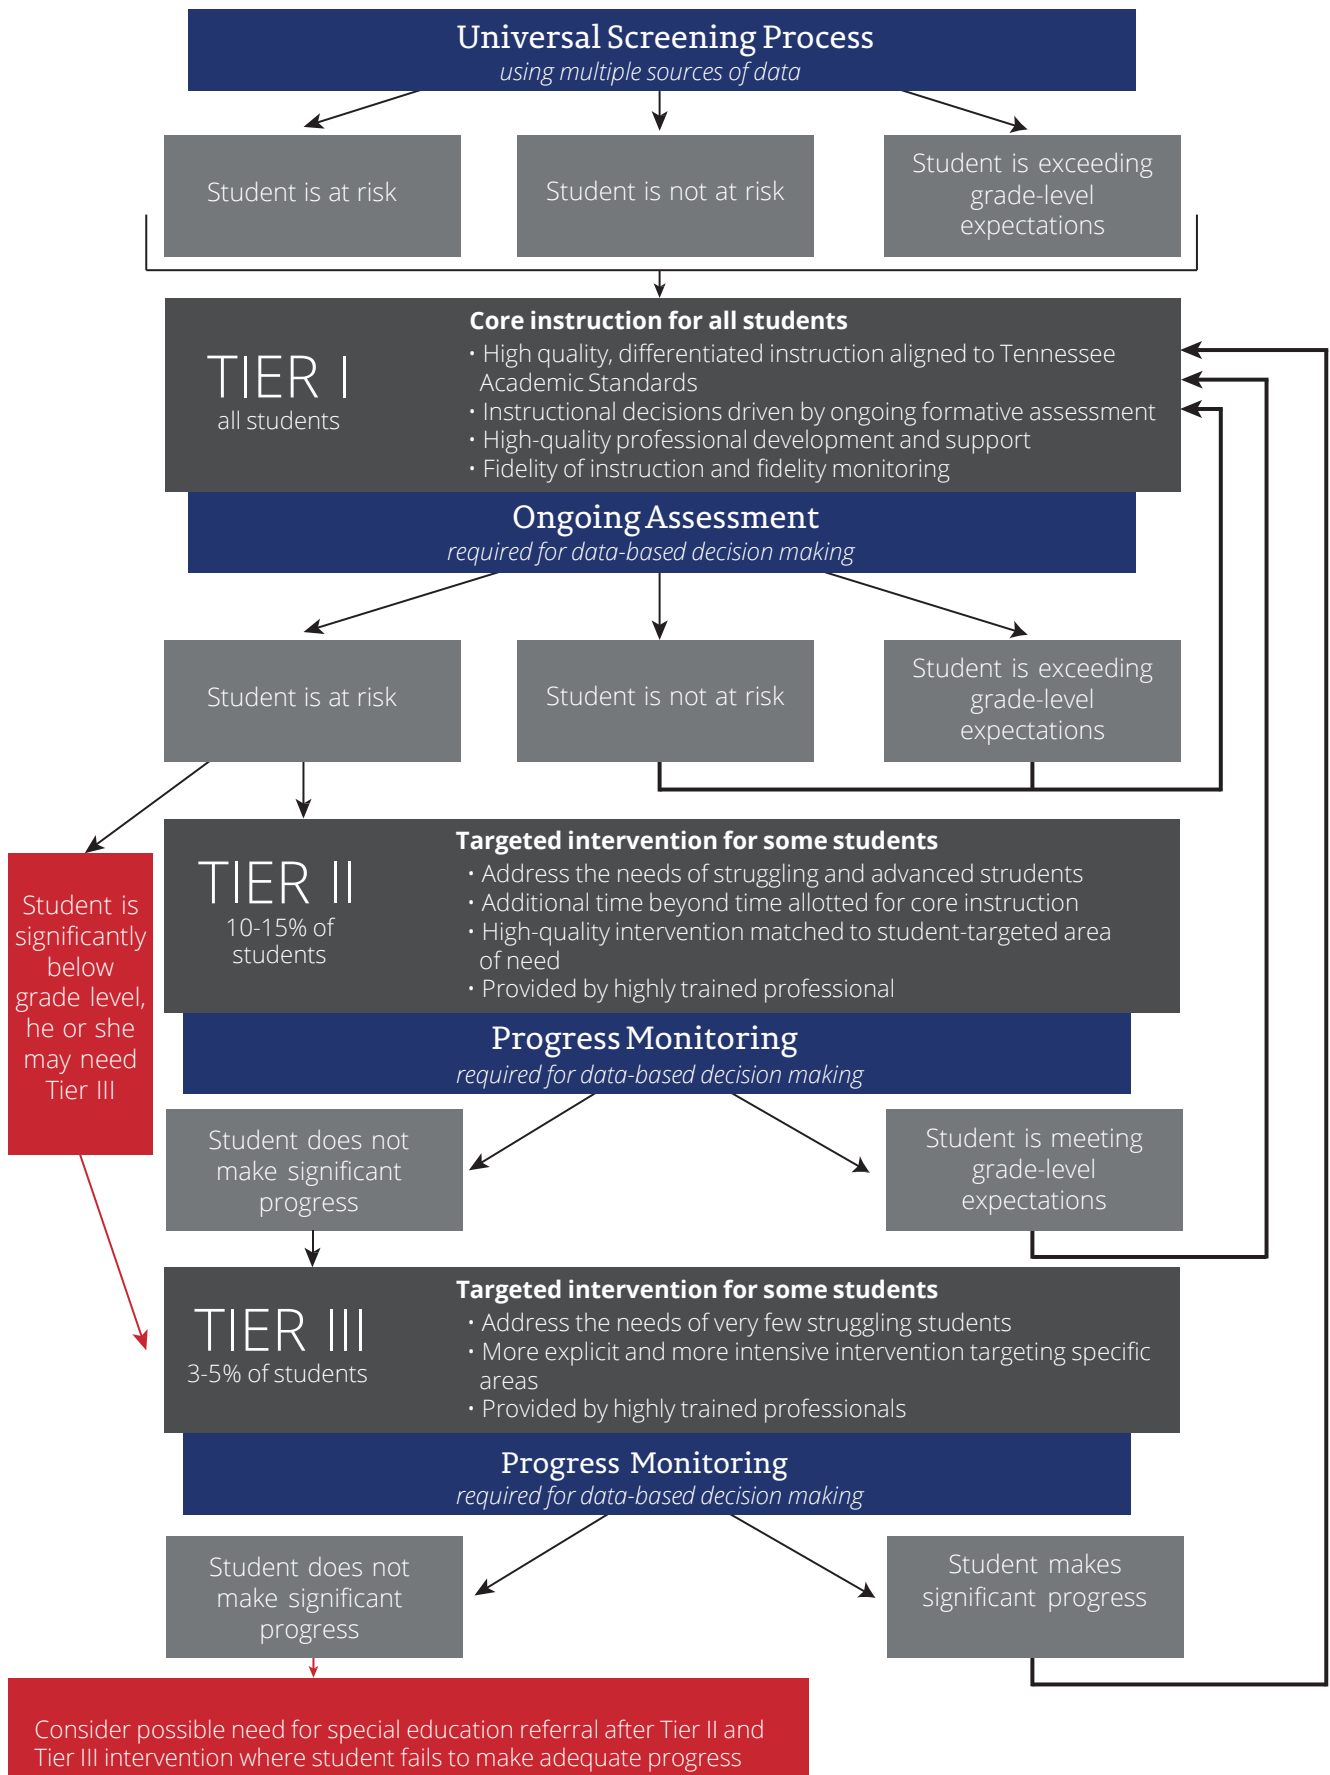 Universal Screening Process
using multiple sources of data
Student is at risk
Student is not at risk
Student is exceeding
grade-level
expectations
TIER I
all students
Core instruction for all students
• High quality, differentiated instruction aligned to Tennessee
Academic Standards
• Instructional decisions driven by ongoing formative assessment
• High-quality professional development and support
• Fidelity of instruction and fidelity monitoring
Ongoing Assessment
required for data-based decision making
Student is at risk
Student is not at risk
Student is exceeding
grade-level
expectations
Student is
significantly
below
grade level,
he or she
may need
Tier III
TIER II
10-15% of
students
Targeted intervention for some students
• Address the needs of struggling and advanced strudents
• Additional time beyond time allotted for core instruction
• High-quality intervention matched to student-targeted area
of need
• Provided by highly trained professional
Progress Monitoring
required for data-based decision making
Student does not
make significant
progress
Student is meeting
grade-level
expectations
TIER III
3-5% of students
Targeted intervention for some students
• Address the needs of very few struggling students
• More explicit and more intensive intervention targeting specific
areas
• Provided by highly trained professionals
Progress Monitoring
required for data-based decision making
Student does not
make significant
progress
Student makes
significant progress
Consider possible need for special education referral after Tier II and
Tier III intervention where student fails to make adequate progress